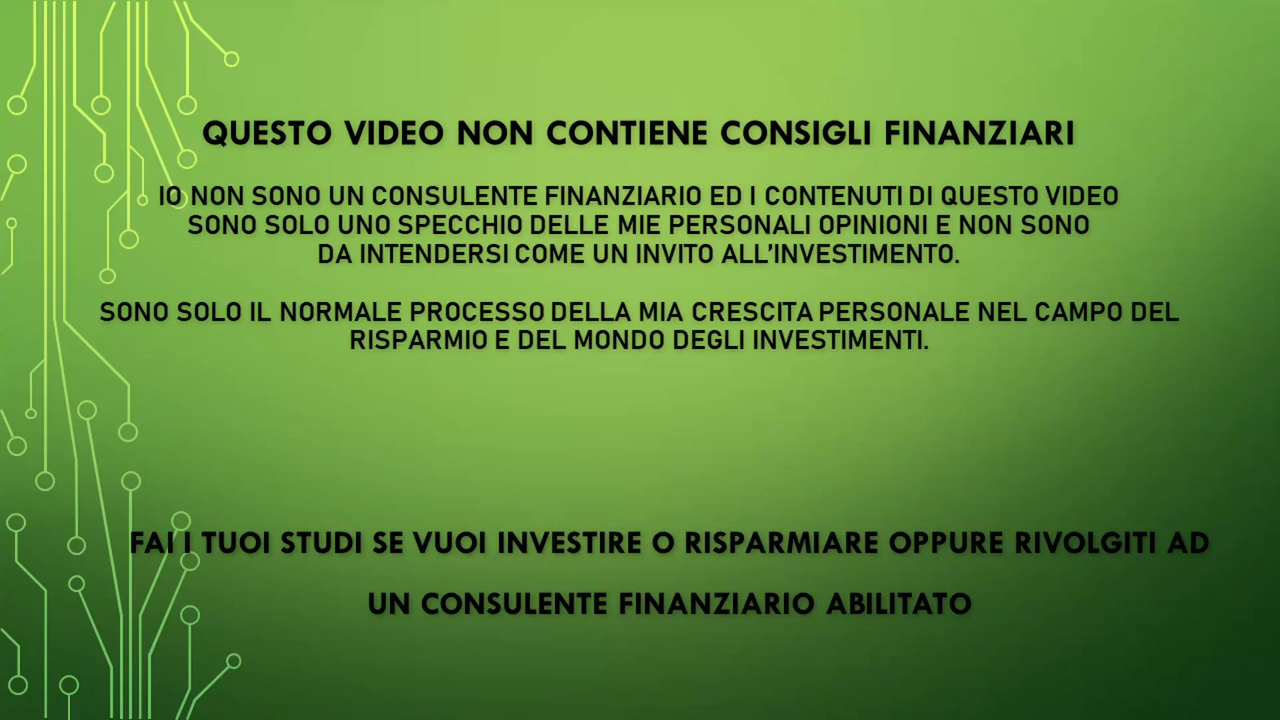 QUESTO VIDEO NON CONTIENE CONSIGLI FINANZIARI
IO NON SONO UN CONSULENTE FINANZIARIO ED I CONTENUTI DI QUESTO VIDEO
SONO SOLO UNO SPECCHIO DELLE MIE PERSONALI OPINIONI E NON SONO
DA INTENDERSI COME UN INVITO ALL'INVESTIMENTO.
SONO SOLO IL NORMALE PROCESSO DELLA MIA CRESCITA PERSONALE NEL CAMPO DEL
RISPARMIO E DEL MONDO DEGLI INVESTIMENTI.
FAI I TUOI STUDI SE VUOI INVESTIRE O RISPARMIARE OPPURE RIVOLGITI AD
UN CONSULENTE FINANZIARIO ABILITATO